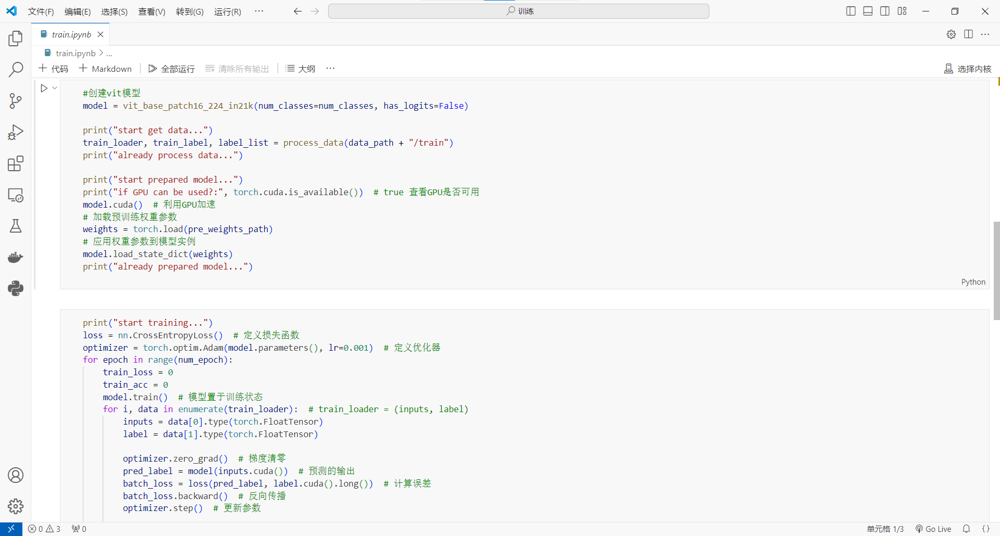 文件(F) 编辑(E) 选择(S) 查看(V) 转到(G) 运行(R) ··· 训练
train.ipynb
train.ipynb > ...
代码 Markdown 全部运行 清除所有输出 大纲 ··· 选择内核
#创建vit模型
model = vit_base_patch16_224_in21k(num_classes=num_classes, has_logits=False)
print("start get data...")
train_loader, train_label, label_list = process_data(data_path + "/train")
print("already process data...")
print("start prepared model...")
print("if GPU can be used?:", torch.cuda.is_available())  # true 查看GPU是否可用
model.cuda()  # 利用GPU加速
# 加载预训练权重参数
weights = torch.load(pre_weights_path)
# 应用权重参数到模型实例
model.load_state_dict(weights)
print("already prepared model...")
Python
print("start training...")
loss = nn.CrossEntropyLoss()  # 定义损失函数
optimizer = torch.optim.Adam(model.parameters(), lr=0.001)  # 定义优化器
for epoch in range(num_epoch):
    train_loss = 0
    train_acc = 0
    model.train()  # 模型置于训练状态
    for i, data in enumerate(train_loader):  # train_loader = (inputs, label)
        inputs = data[0].type(torch.FloatTensor)
        label = data[1].type(torch.FloatTensor)
        optimizer.zero_grad()  # 梯度清零
        pred_label = model(inputs.cuda())  # 预测的输出
        batch_loss = loss(pred_label, label.cuda().long())  # 计算误差
        batch_loss.backward()  # 反向传播
        optimizer.step()  # 更新参数
0 3 0 单元格 1/3 Go Live {}